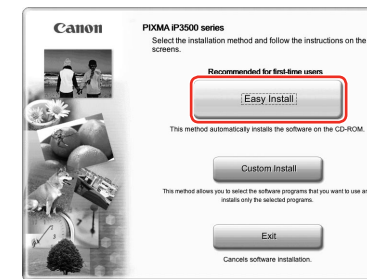 Canon
PIXMA iP3500 series
Select the installation method and follow the instructions on the
screens.
Recommended for first-time users
Easy Install
This method automatically installs the software on the CD-ROM.
Custom Install
This method allows you to select the software programs that you want to use an
installs only the selected programs.
Exit
Cancels software installation.